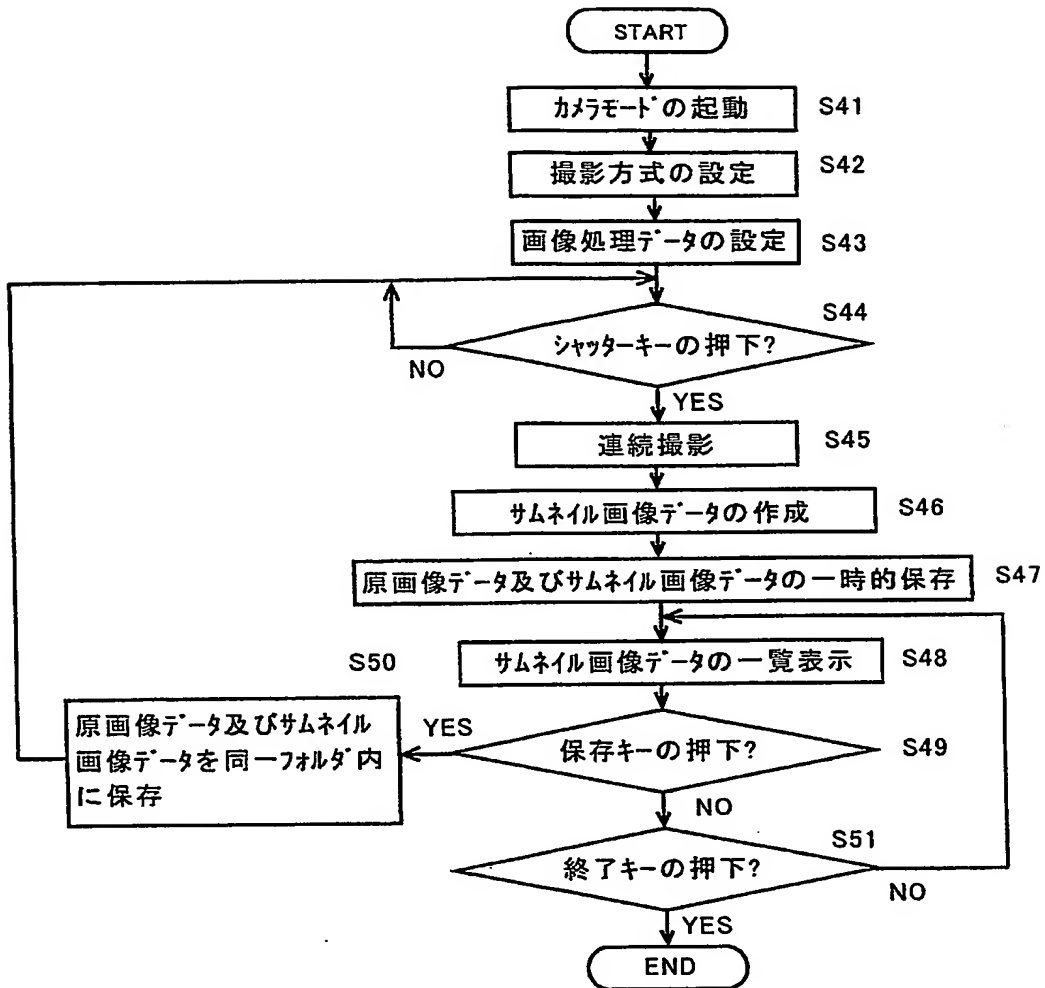 START
カメラモードの起動
S41
撮影方式の設定
S42
画像処理データの設定
S43
S44
シャッターキーの押下?
NO
YES
連続撮影
S45
サムネイル画像データの作成
S46
原画像データ及びサムネイル画像データの一時的保存
S47
S50
サムネイル画像データの一覧表示
S48
原画像データ及びサムネイル
画像データを同一フォルダ内
に保存
YES
保存キーの押下?
S49
NO
S51
終了キーの押下?
NO
YES
END